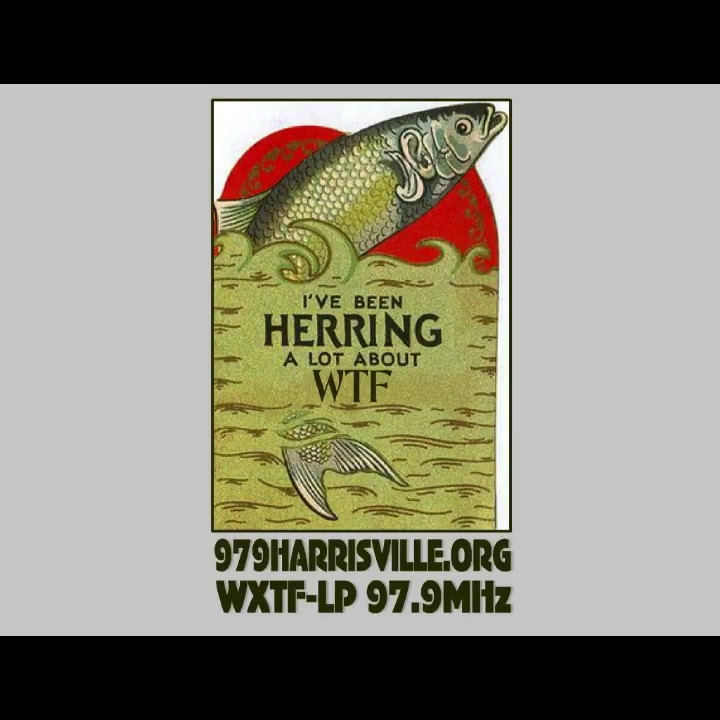 I'VE BEEN
HERRING
A LOT ABOUT
WTF
979HARRISVILLE.ORG
WXTF-LP 97.9MHz